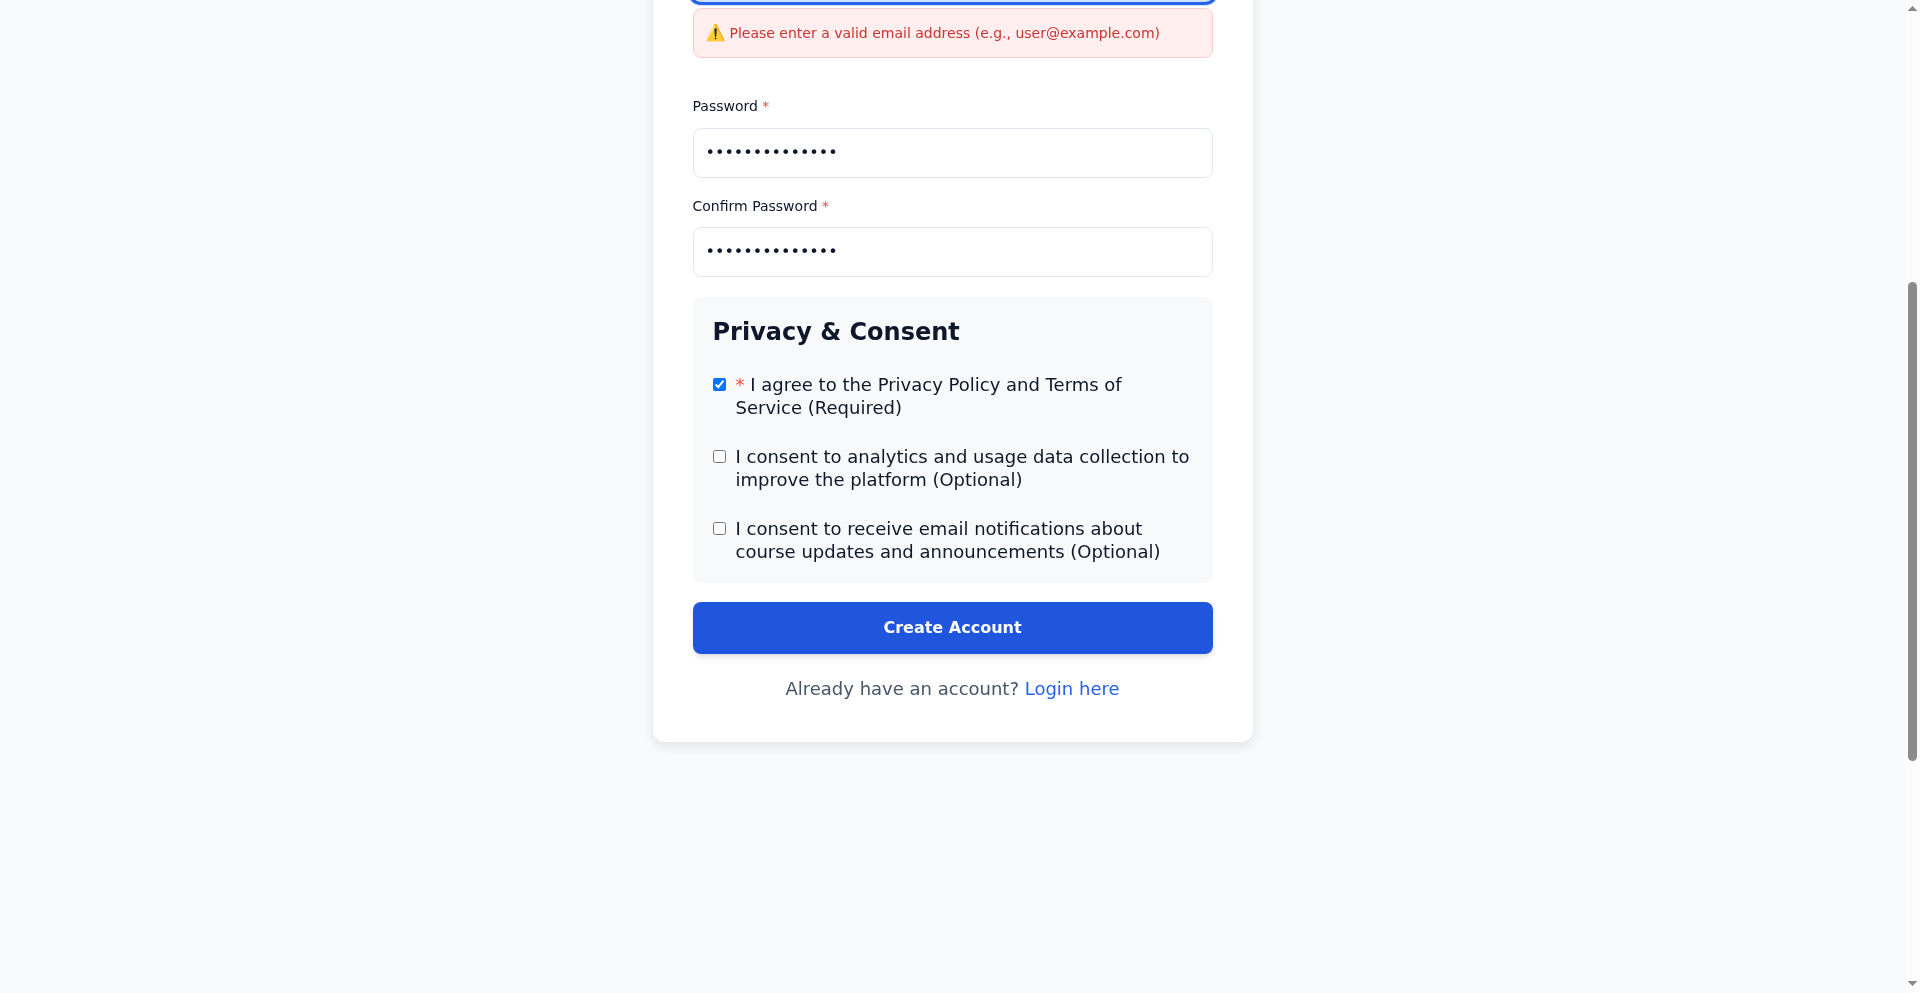 ⚠️ Please enter a valid email address (e.g., user@example.com)
Password *
••••••••••••••
Confirm Password *
••••••••••••••
Privacy & Consent
* I agree to the Privacy Policy and Terms of
Service (Required)
I consent to analytics and usage data collection to
improve the platform (Optional)
I consent to receive email notifications about
course updates and announcements (Optional)
Create Account
Already have an account? Login here